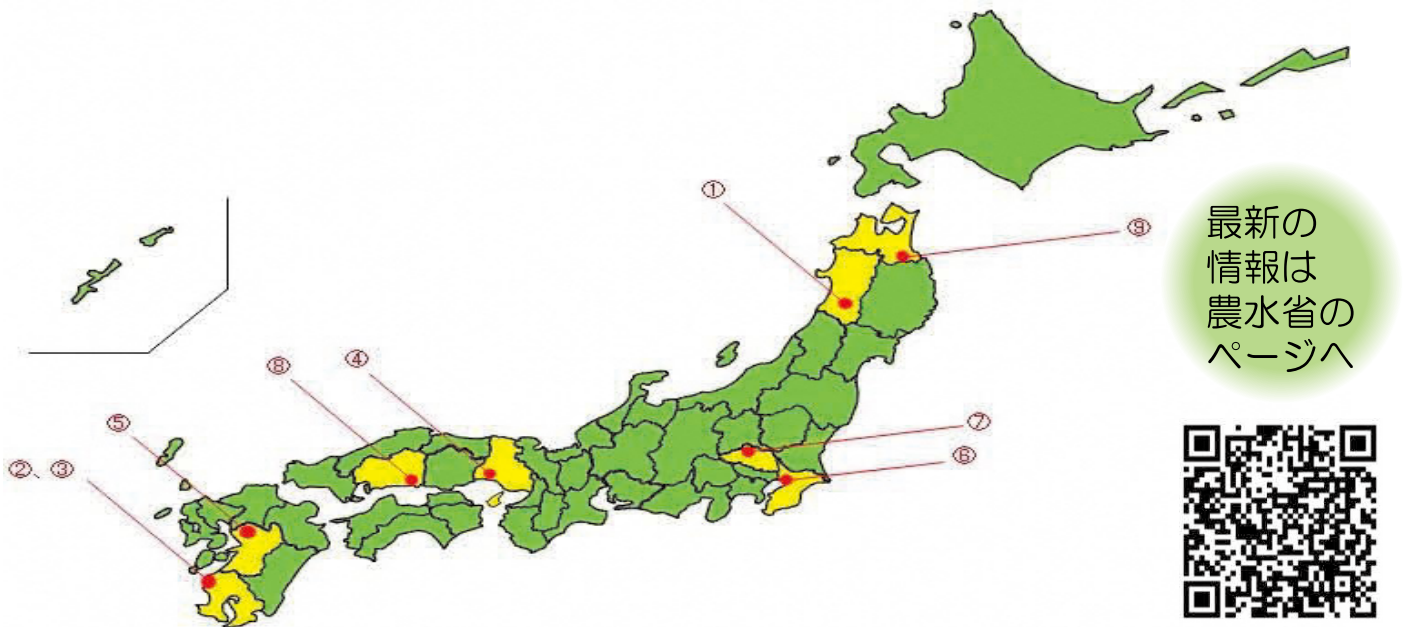 ①
⑨
④
⑧
⑤
②、③
⑦
⑥
最新の
情報は
農水省の
ページへ